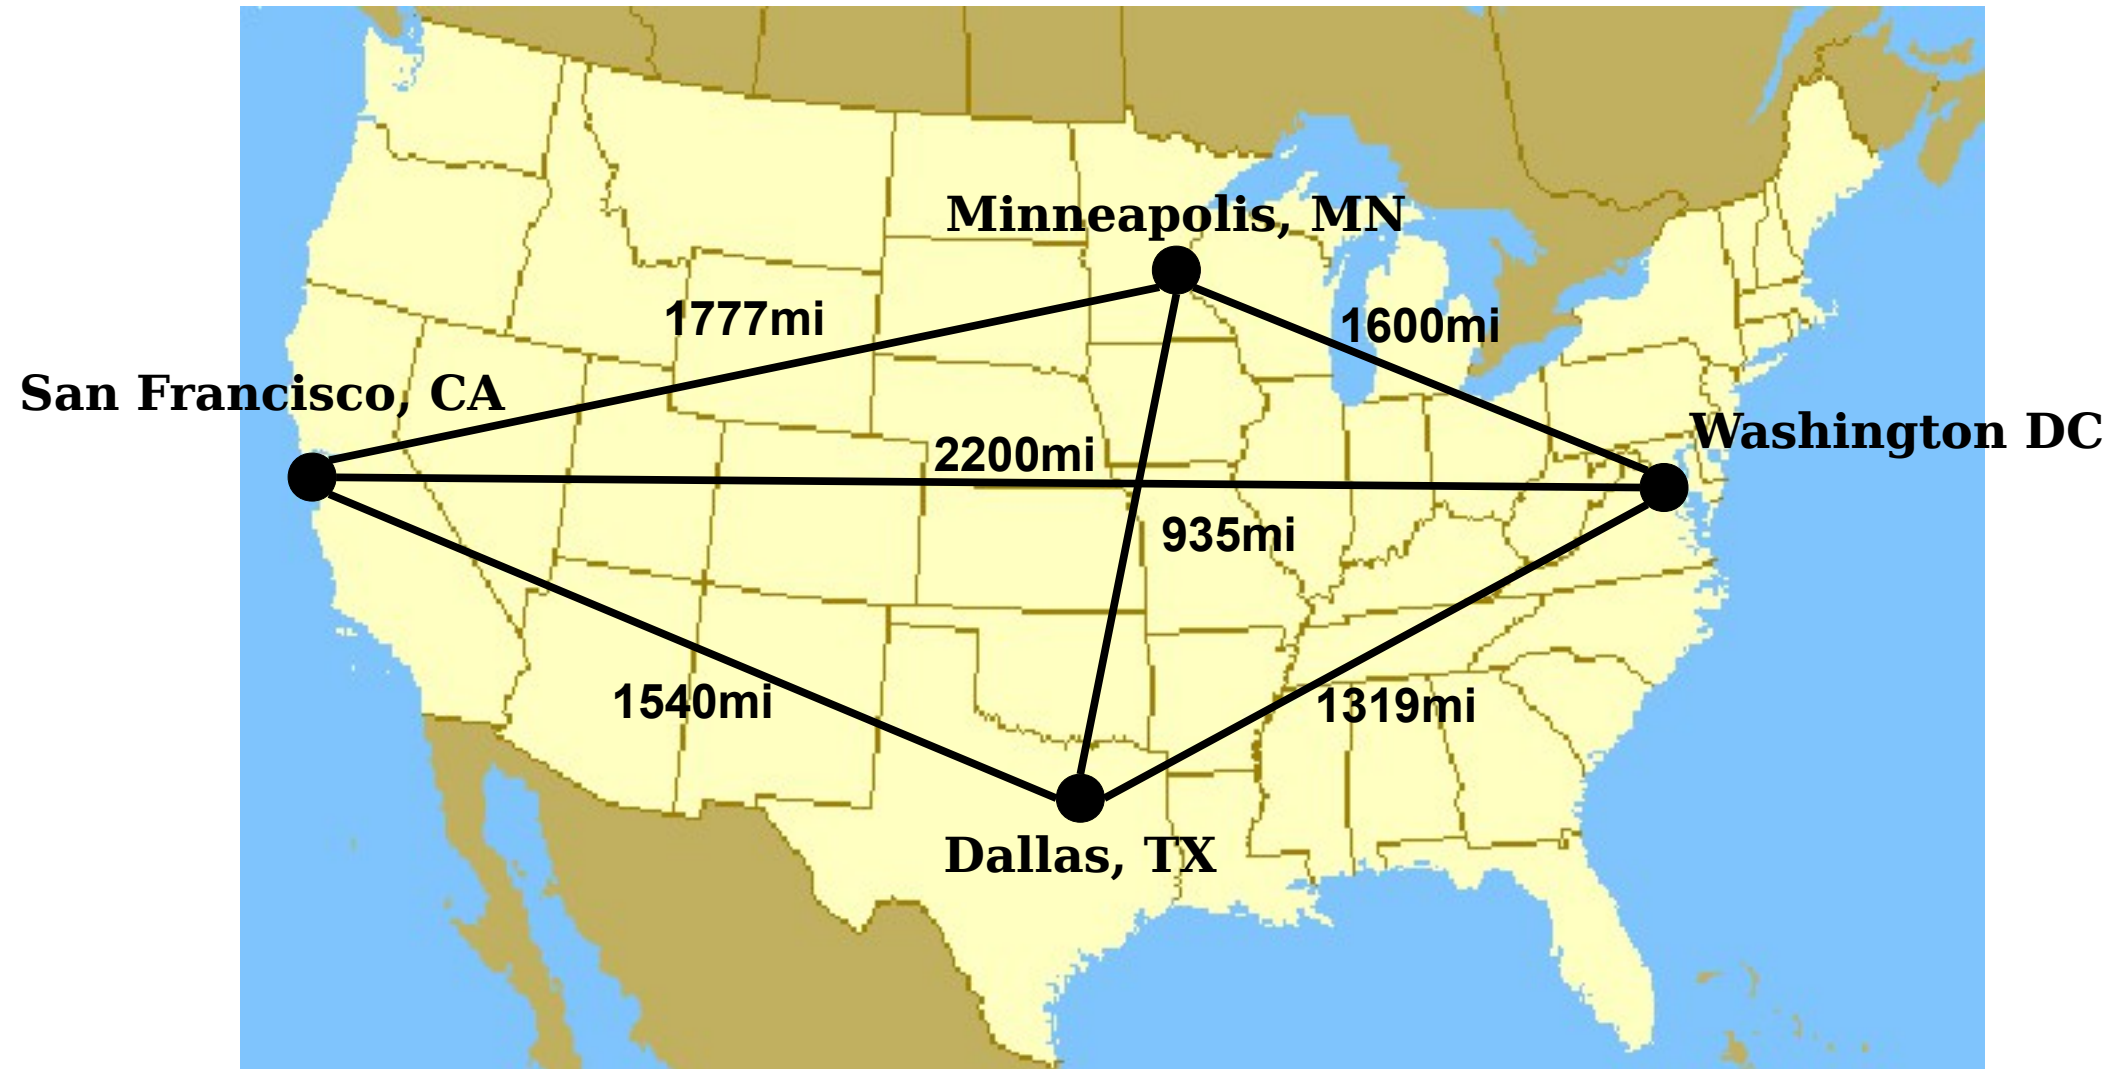 Minneapolis, MN
1777mi
1600mi
San Francisco, CA
Washington DC
2200mi
935mi
1540mi
1319mi
Dallas, TX